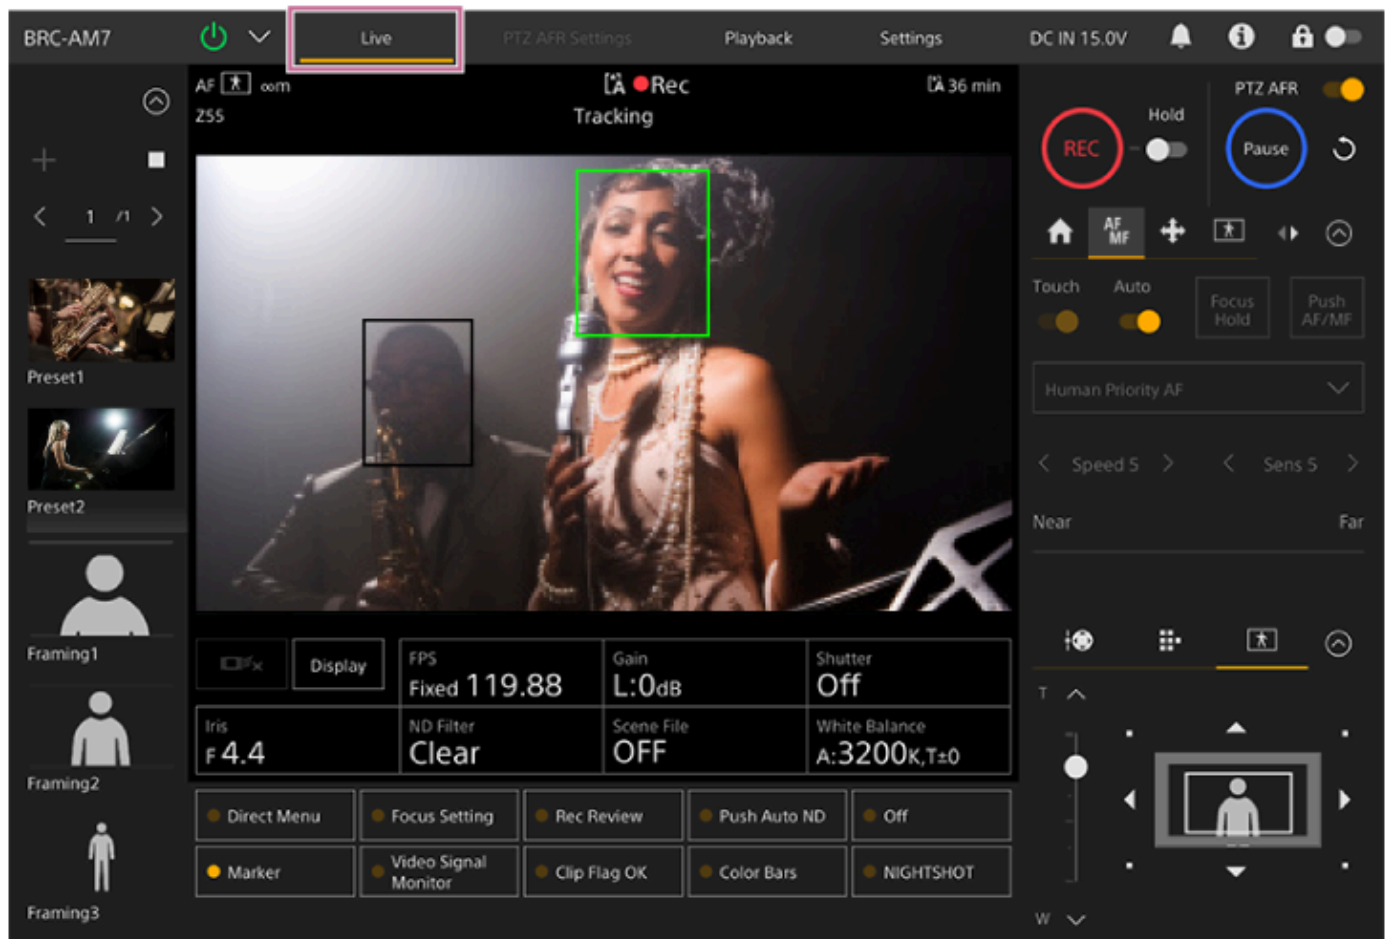 BRC-AM7
Live
PTZ AFR Settings
Playback
Settings
DC IN 15.0V
1 /1
Preset1
Preset2
Framing1
Framing2
Framing3
AF ∞m
Z55
A Rec
Tracking
A 36 min
Display
FPS
Fixed 119.88
Gain
L:0dB
Shutter
Off
Iris
F 4.4
ND Filter
Clear
Scene File
OFF
White Balance
A:3200K,T±0
Direct Menu
Focus Setting
Rec Review
Push Auto ND
Off
Marker
Video Signal
Monitor
Clip Flag OK
Color Bars
NIGHTSHOT
PTZ AFR
REC
Hold
Pause
AF
MF
Touch
Auto
Focus
Hold
Push
AF/MF
Human Priority AF
Speed 5
Sens 5
Near
Far
T
W